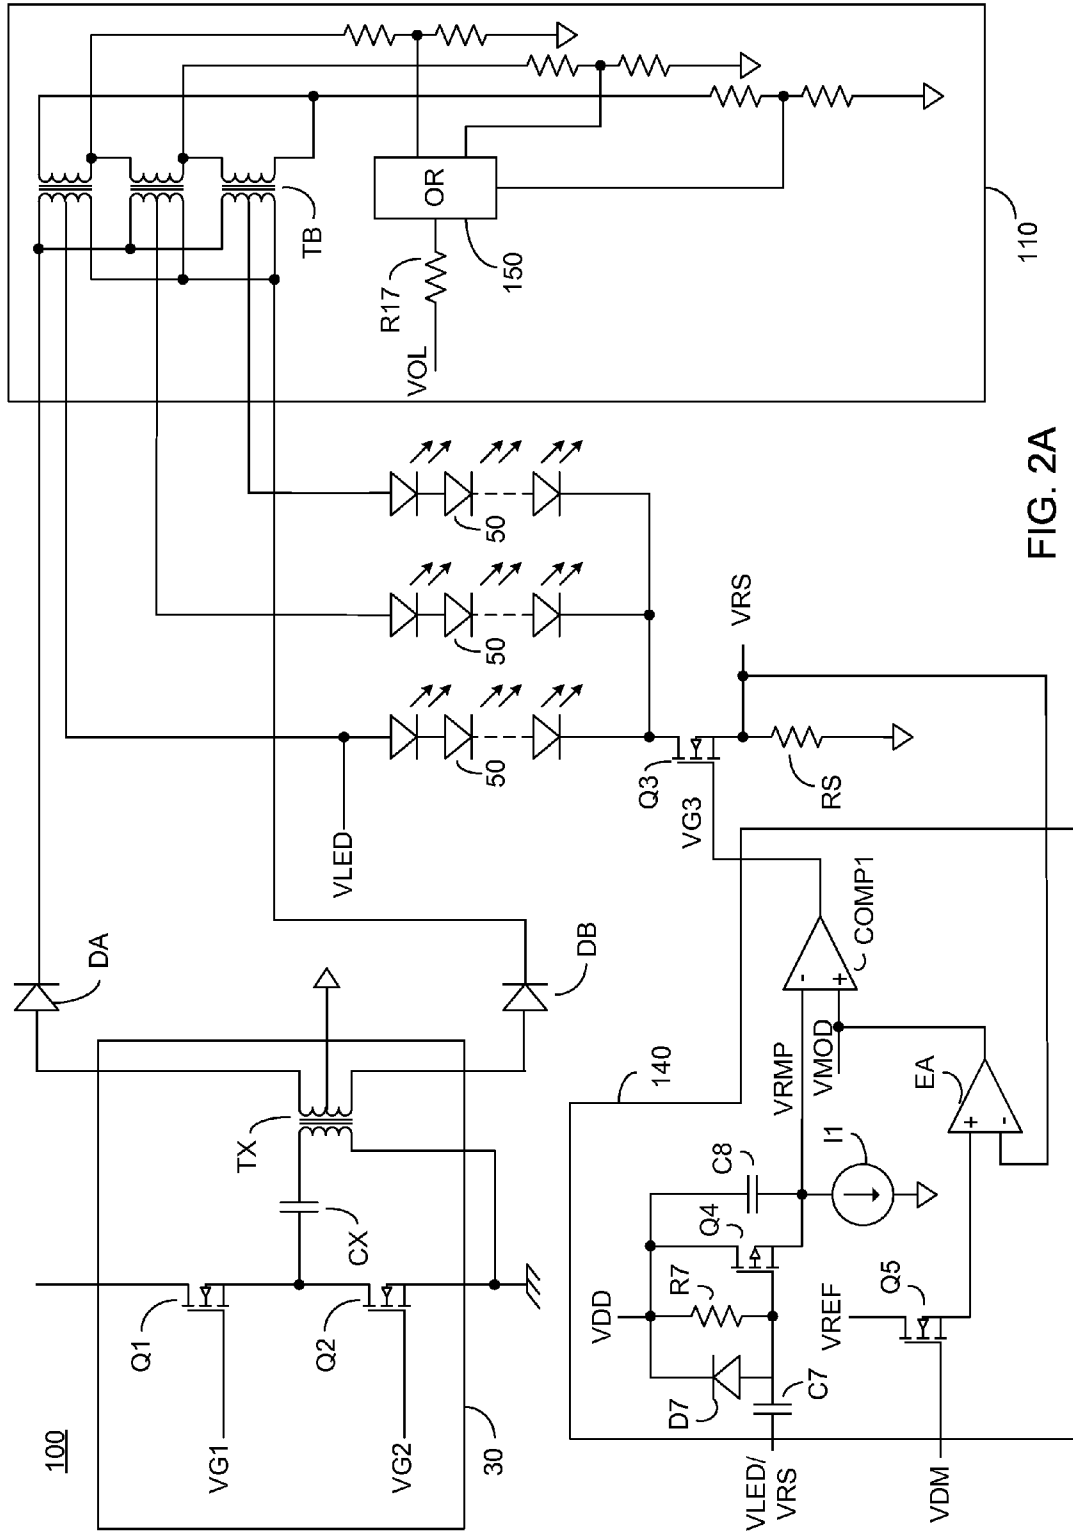 100
30
VG1
VG2
Q1
Q2
CX
TX
DA
DB
VLED
50
50
50
TB
OR
150
R17
VOL
110
Q3
VG3
RS
VRS
140
VDD
D7
R7
Q4
C8
C7
VLED/
VRS
VDM
VREF
Q5
I1
VRMP
VMOD
EA
+
-
-
+
COMP1
FIG. 2A